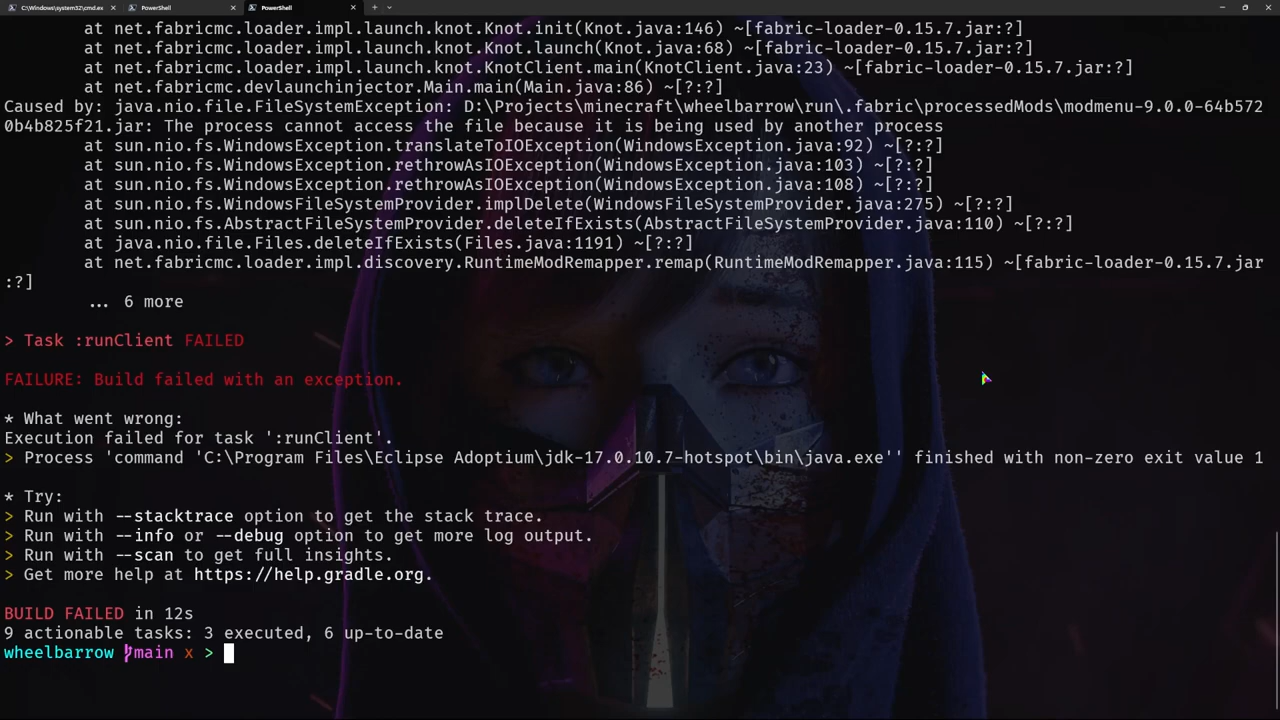 C:\Windows\system32\cmd.ex
PowerShell
PowerShell
at net.fabricmc.loader.impl.launch.knot.Knot.init(Knot.java:146) ~[fabric-loader-0.15.7.jar:?]
at net.fabricmc.loader.impl.launch.knot.Knot.launch(Knot.java:68) ~[fabric-loader-0.15.7.jar:?]
at net.fabricmc.loader.impl.launch.knot.KnotClient.main(KnotClient.java:23) ~[fabric-loader-0.15.7.jar:?]
at net.fabricmc.devlaunchinjector.Main.main(Main.java:86) ~[fabric-loader-0.15.7.jar:?]
Caused by: java.nio.file.FileSystemException: D:\Projects\minecraft\wheelbarrow\run\.fabric\processedMods\modmenu-9.0.0-64b572
0b4b825f21.jar: The process cannot access the file because it is being used by another process
at sun.nio.fs.WindowsException.translateToIOException(WindowsException.java:92) ~[?:?]
at sun.nio.fs.WindowsException.rethrowAsIOException(WindowsException.java:103) ~[?:?]
at sun.nio.fs.WindowsException.rethrowAsIOException(WindowsException.java:108) ~[?:?]
at sun.nio.fs.WindowsFileSystemProvider.implDelete(WindowsFileSystemProvider.java:275) ~[?:?]
at sun.nio.fs.AbstractFileSystemProvider.deleteIfExists(AbstractFileSystemProvider.java:110) ~[?:?]
at java.nio.file.Files.deleteIfExists(Files.java:1191) ~[?:?]
at net.fabricmc.loader.impl.discovery.RuntimeModRemapper.remap(RuntimeModRemapper.java:115) ~[fabric-loader-0.15.7.jar
:?]
... 6 more
> Task :runClient FAILED
FAILURE: Build failed with an exception.
* What went wrong:
Execution failed for task ':runClient'.
> Process 'command 'C:\Program Files\Eclipse Adoptium\jdk-17.0.10.7-hotspot\bin\java.exe'' finished with non-zero exit value 1
* Try:
> Run with --stacktrace option to get the stack trace.
> Run with --info or --debug option to get more log output.
> Run with --scan to get full insights.
> Get more help at https://help.gradle.org.
BUILD FAILED in 12s
9 actionable tasks: 3 executed, 6 up-to-date
wheelbarrow main x >